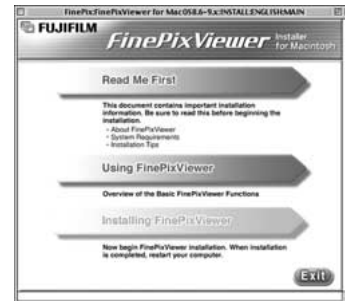 FinePix:FinePixViewer for Mac OS8.6-9.x:INSTALL:ENGLISH:MAIN
FUJIFILM
FinePixViewer Installer for Macintosh
Read Me First
This document contains important installation
information. Be sure to read this before beginning the
installation.
- About FinePixViewer
- System Requirements
- Installation Tips
Using FinePixViewer
Overview of the Basic FinePixViewer Functions
Installing FinePixViewer
Now begin FinePixViewer installation. When installation
is completed, restart your computer.
Exit